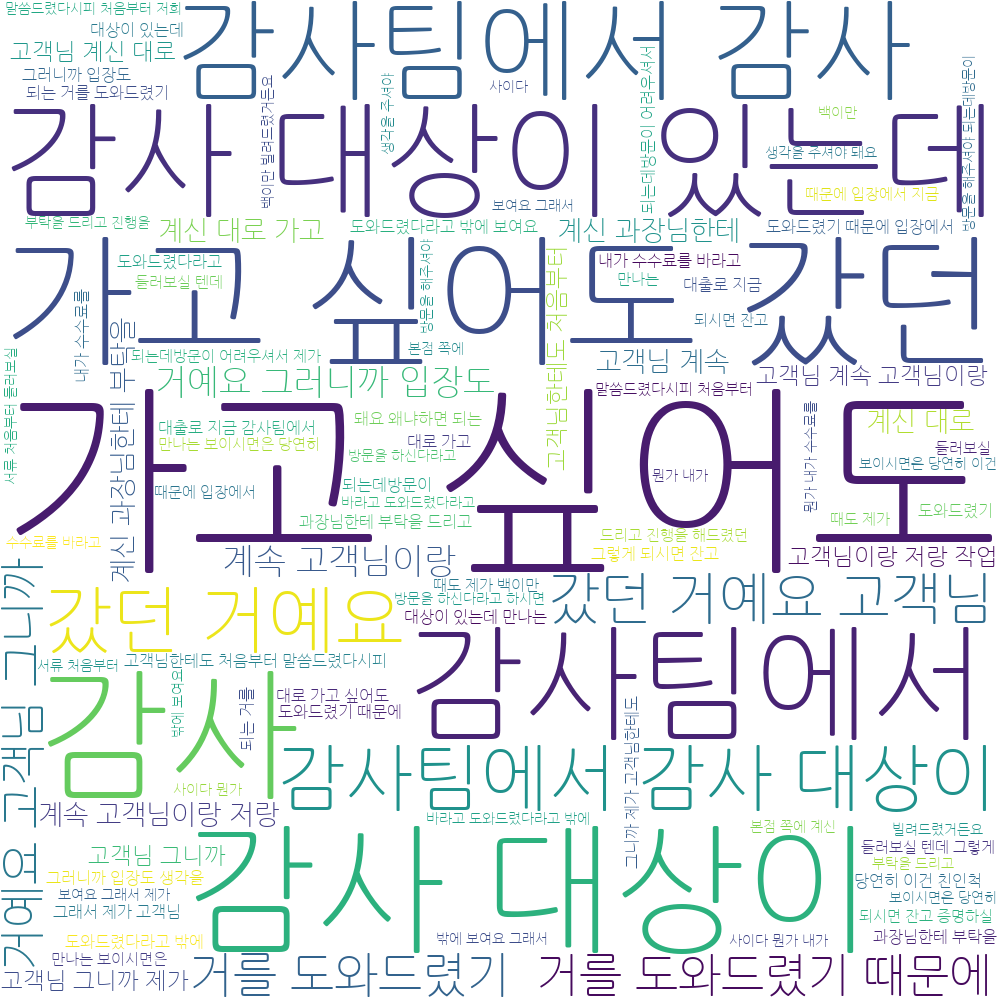 말씀드렸다시피 처음부터 저희
대상이 있는데
고객님 계신 대로
감사팀에서 감사
그러니까 입장도
되는 거를 도와드렸기
사이다
벆이만 빌려드렸거든요
생각을 주셔야
되는데방문이 어려우셔서
백이만
방문을 해주셔야 되는데방문이
감사 대상이 있는데
생각을 주셔야 돼요
때문에 입장에서 지금
보여요 그래서
부탁을 드리고 진행을
계신 대로 가고
도와드렸다라고 밖에 보여요
계신 과장님한테
도와드렸기 때문에 입장에서
가고 싶어도 갔던
도와드렸다라고
들러보실 텐데
방문을 해주셔야
고객님한테도 처음부터
내가 수수료를 바라고
만나는
대출로 지금
되시면 잔고
내가 수수료를
계신 과장님한테 부탁을
되는데방문이 어려우셔서 제가
본점 쪽에
고객님 계속
고객님 계속 고객님이랑
거예요 그러니까 입장도
말씀드렸다시피 처음부터
서류 처음부터 들러보실
가고 싶어도
대출로 지금 감사팀에서
만나는 보이시면은 당연히
돼요 왜냐하면 되는
대로 가고
방문을 하신다라고
계신 대로
들러보실
보이시면은 당연히 이건
뭔가 내가
뭔가 내가 수수료를
때문에 입장에서
되는데방문이
바라고 도와드렸다라고
과장님한테 부탁을 드리고
때도 제가
도와드렸기
수수료를 바라고
계속 고객님이랑
드리고 진행을 해드렸던
그렇게 되시면 잔고
고객님이랑 저랑 작업
갔던 거예요
때도 제가 백이만
방문을 하신다라고 하시면
대상이 있는데 만나는
갔던 거예요 고객님
거예요 고객님 그니까
서류 처음부터
고객님한테도 처음부터 말씀드렸다시피
밖에 보여요
되는 거를
감사팀에서
감사
대로 가고 싶어도
도와드렸기 때문에
그니까 제가 고객님한테도
감사팀에서 감사 대상이
사이다 뭔가
계속 고객님이랑 저랑
바라고 도와드렸다라고 밖에
본점 쪽에 계신
빌려드렸거든요
감사 대상이
고객님 그니까
들러보실 텐데 그렇게
부탁을 드리고
그러니까 입장도 생각을
당연히 이건 친인척
보여요 그래서 제가
보이시면은 당연히
그래서 제가 고객님
되시면 잔고 증명하실
도와드렸다라고 밖에
밖에 보여요 그래서
사이다 뭔가 내가
과장님한테 부탁을
만나는 보이시면은
고객님 그니까 제가
거를 도와드렸기
거를 도와드렸기 때문에